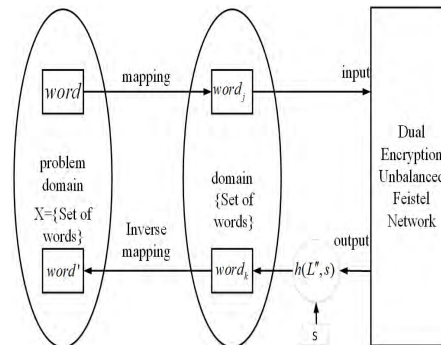 mapping
input
word
word_j
problem
domain
X={Set of
words}
domain
{Set of
words}
Dual
Encryption
Unbalanced
Feistel
Network
Inverse
mapping
output
word'
word_k
h(L'',s)
s